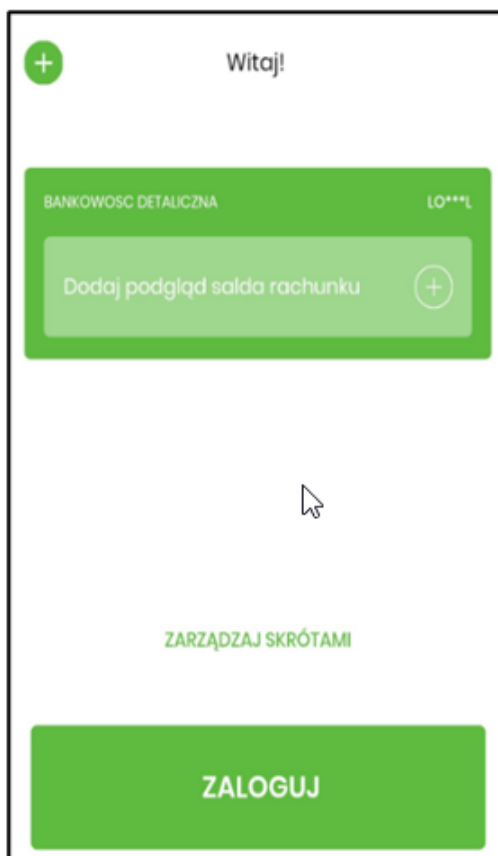 Witaj!
BANKOWOSC DETALICZNA LO***L
Dodaj podgląd salda rachunku
ZARZĄDZAJ SKRÓTAMI
ZALOGUJ